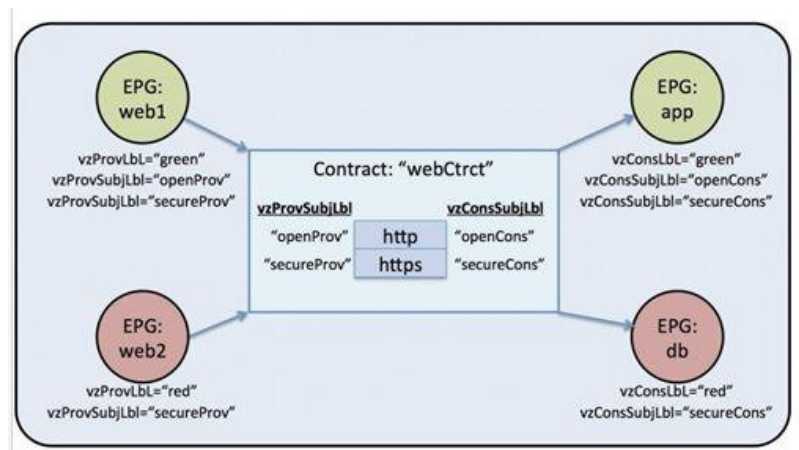 EPG:
web1
vzProvLbL=“green”
vzProvSubjLbl=“openProv”
vzProvSubjLbl=“secureProv”
EPG:
app
vzConsLbL=“green”
vzConsSubjLbl=“openCons”
vzConsSubjLbl=“secureCons”
Contract: “webCtrct”
vzProvSubjLbl vzConsSubjLbl
“openProv” http “openCons”
“secureProv” https “secureCons”
EPG:
web2
vzProvLbL=“red”
vzProvSubjLbl=“secureProv”
EPG:
db
vzConsLbL=“red”
vzConsSubjLbl=“secureCons”